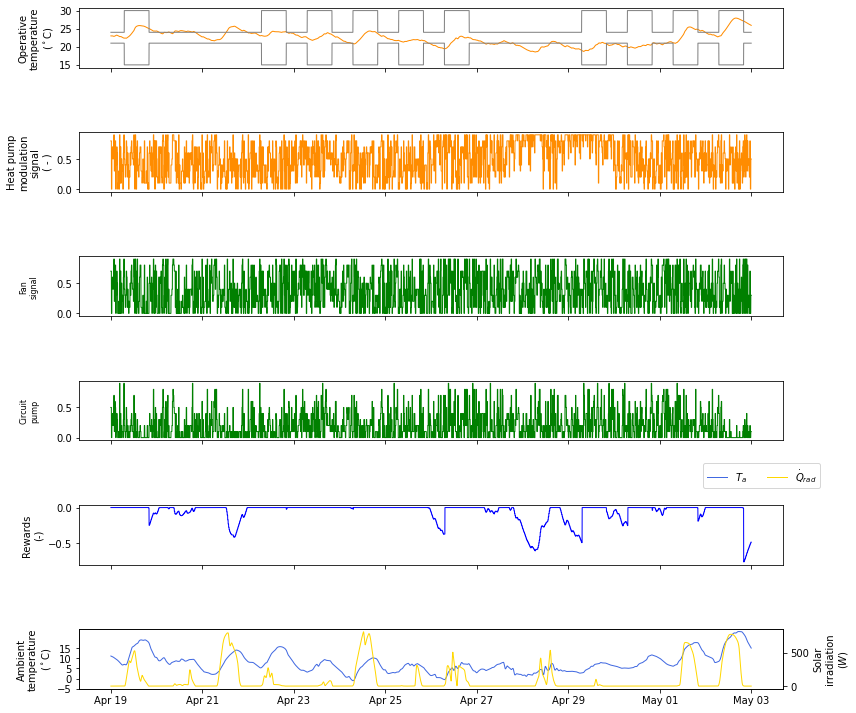 Operative
temperature
(°C)
30
25
20
15
Heat pump
modulation
signal
( - )
0.5
0.0
Fan
signal
0.5
0.0
Circuit
pump
0.5
0.0
T_a
Q̇_rad
Rewards
(-)
0.0
−0.5
Ambient
temperature
(°C)
15
10
5
0
−5
500
0
Solar
irradiation
(W)
Apr 19 Apr 21 Apr 23 Apr 25 Apr 27 Apr 29 May 01 May 03